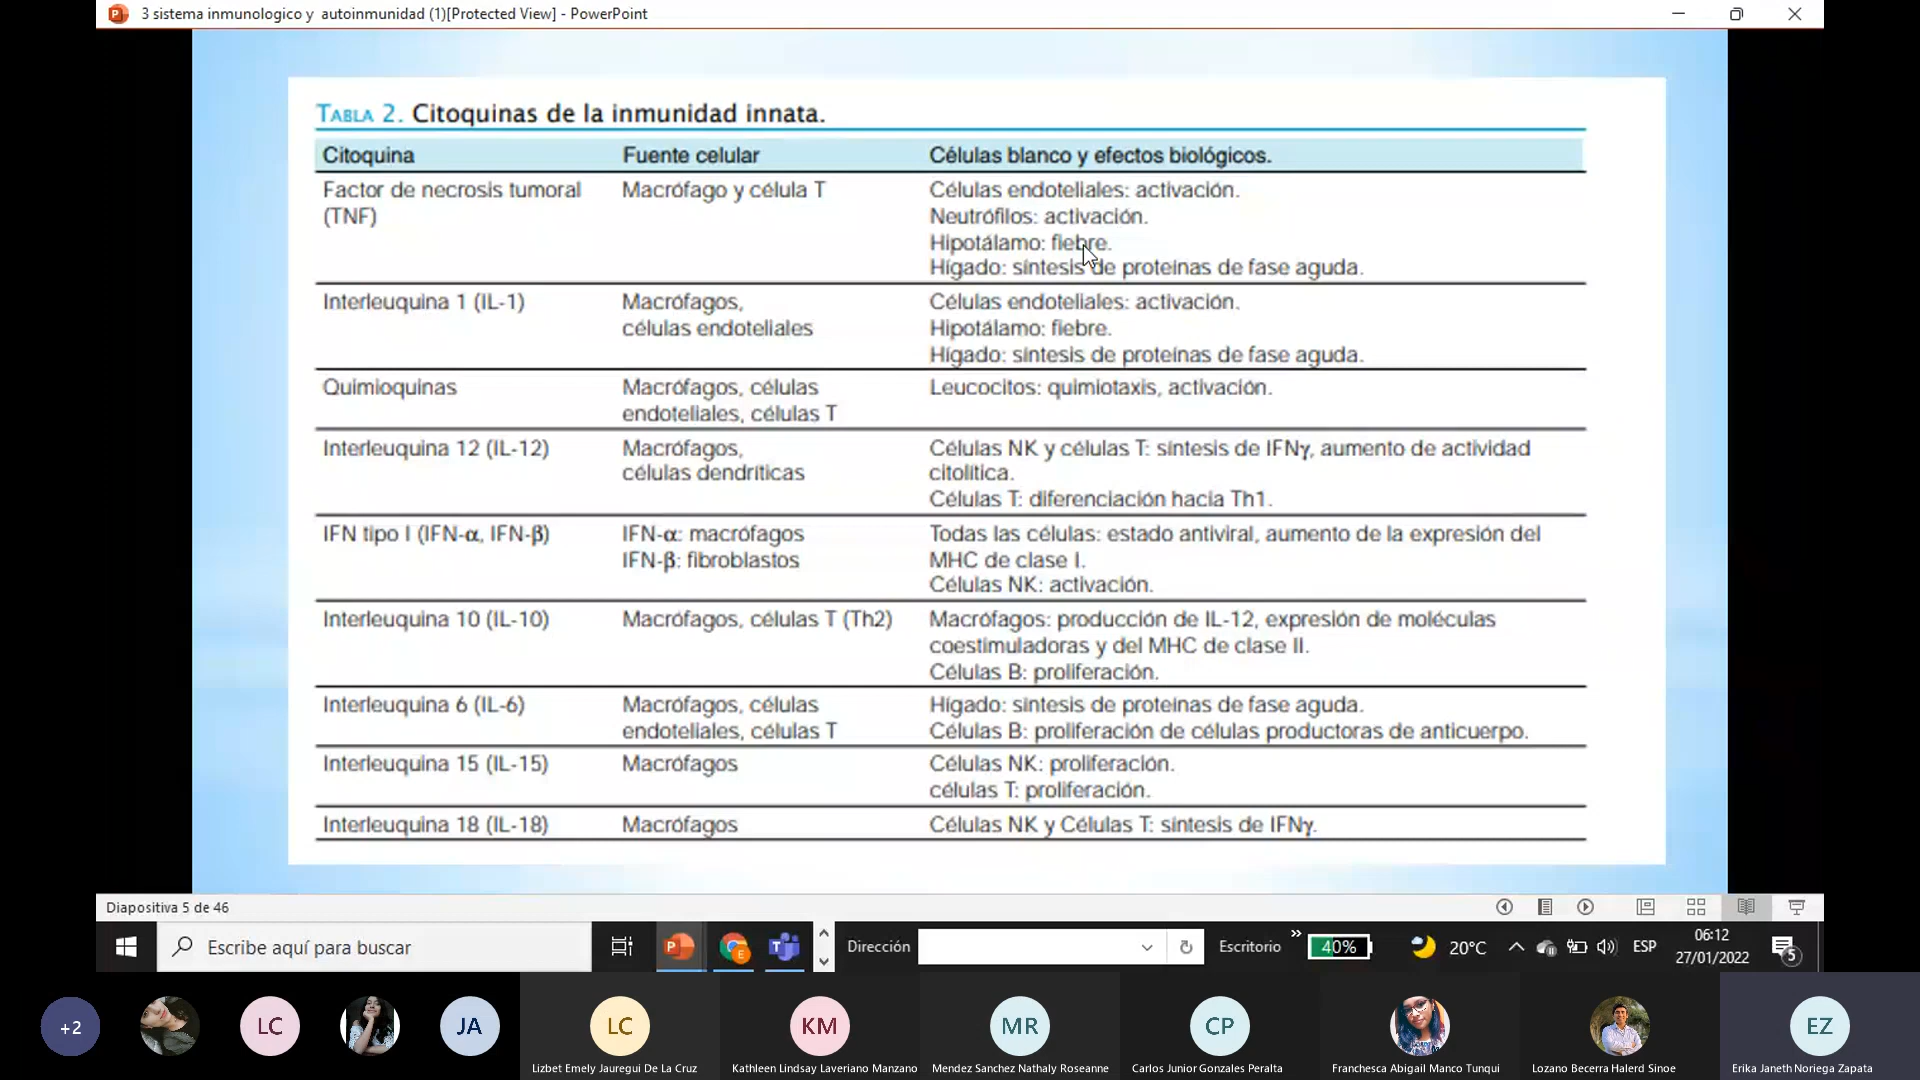 3 sistema inmunologico y  autoinmunidad (1)[Protected View] - PowerPoint
TABLA 2. Citoquinas de la inmunidad innata.
Citoquina Fuente celular Células blanco y efectos biológicos.
Factor de necrosis tumoral Macrófago y célula T Células endoteliales: activación.
(TNF) Neutrófilos: activación.
Hipotálamo: fiebre.
Hígado: síntesis de proteínas de fase aguda.
Interleuquina 1 (IL-1) Macrófagos, Células endoteliales: activación.
células endoteliales Hipotálamo: fiebre.
Hígado: síntesis de proteínas de fase aguda.
Quimioquinas Macrófagos, células Leucocitos: quimiotaxis, activación.
endoteliales, células T
Interleuquina 12 (IL-12) Macrófagos, Células NK y células T: síntesis de IFNγ, aumento de actividad
células dendríticas citolítica.
Células T: diferenciación hacia Th1.
IFN tipo I (IFN-α, IFN-β) IFN-α: macrófagos Todas las células: estado antiviral, aumento de la expresión del
IFN-β: fibroblastos MHC de clase I.
Células NK: activación.
Interleuquina 10 (IL-10) Macrófagos, células T (Th2) Macrófagos: producción de IL-12, expresión de moléculas
coestimuladoras y del MHC de clase II.
Células B: proliferación.
Interleuquina 6 (IL-6) Macrófagos, células Hígado: síntesis de proteínas de fase aguda.
endoteliales, células T Células B: proliferación de células productoras de anticuerpo.
Interleuquina 15 (IL-15) Macrófagos Células NK: proliferación.
células T: proliferación.
Interleuquina 18 (IL-18) Macrófagos Células NK y Células T: síntesis de IFNγ.
Diapositiva 5 de 46
Escribe aquí para buscar Dirección Escritorio » 40% 20°C ESP 06:12
27/01/2022 5
+2 LC JA LC KM MR CP EZ
Lizbet Emely Jauregui De La Cruz Kathleen Lindsay Laveriano Manzano Mendez Sanchez Nathaly Roseanne Carlos Junior Gonzales Peralta Franchesca Abigail Manco Tunqui Lozano Becerra Halerd Sinoe Erika Janeth Noriega Zapata